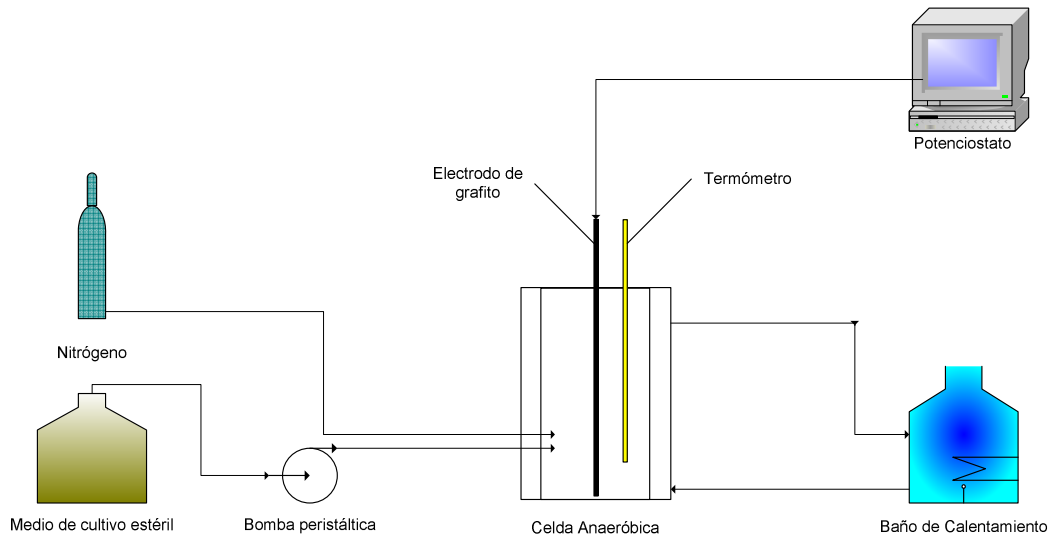 Potenciostato
Electrodo de
grafito
Termómetro
Nitrógeno
Medio de cultivo estéril
Bomba peristáltica
Celda Anaeróbica
Baño de Calentamiento